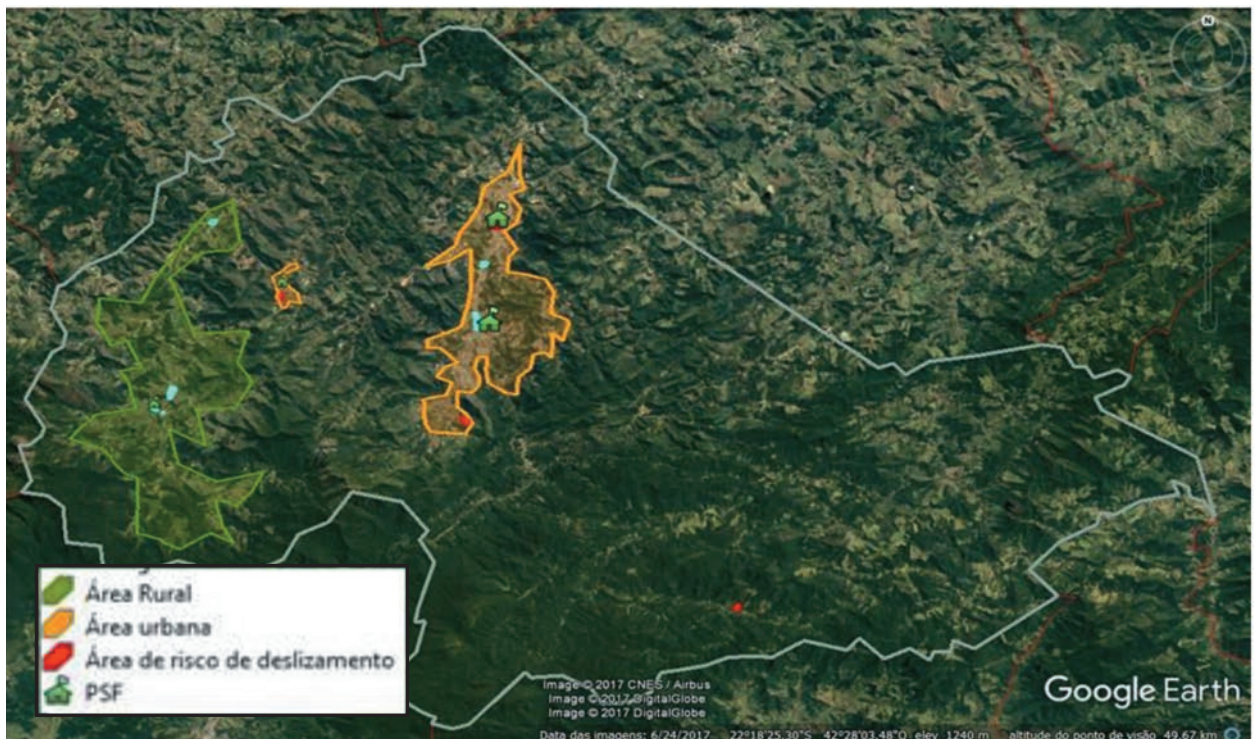 N
Área Rural
Área urbana
Área de risco de deslizamento
PSF
Image © 2017 CNES / Airbus
Image © 2017 DigitalGlobe
Image © 2017 DigitalGlobe
Google Earth
Data das imagens: 6/24/2017 22°18'25.30"S 42°28'03.48"O elev 1240 m altitude do ponto de visão 49.67 km